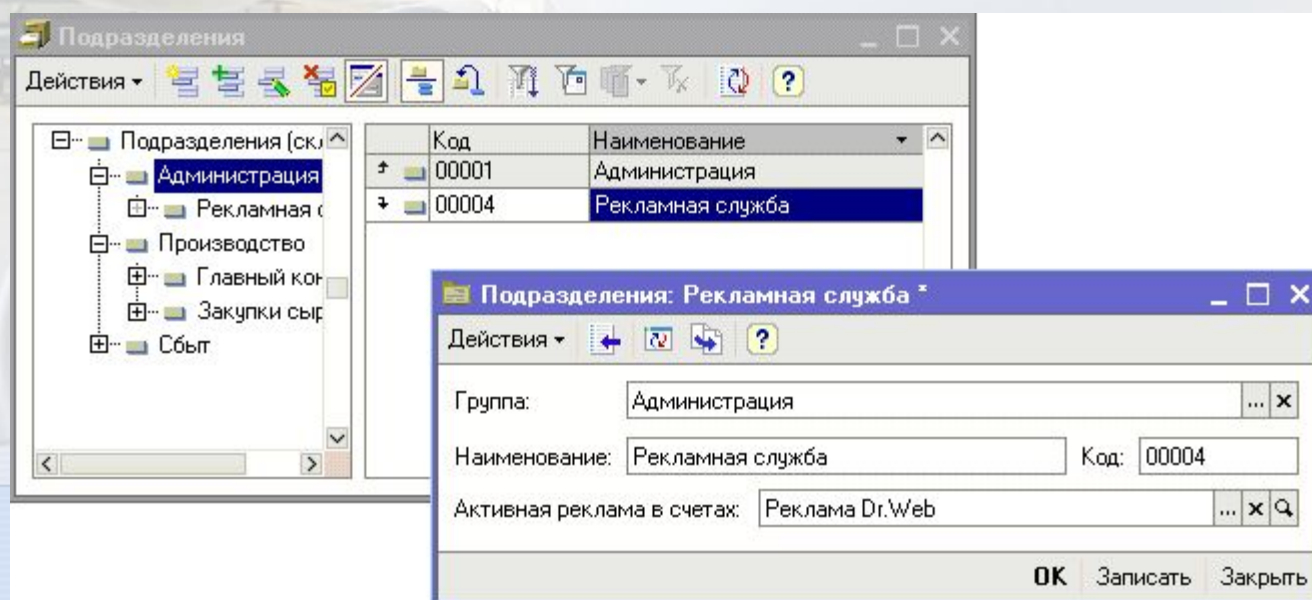 Подразделения
Действия
Подразделения (скл
Администрация
Рекламная с
Производство
Главный кон
Закупки сыр
Сбыт
Код Наименование
00001 Администрация
00004 Рекламная служба
Подразделения: Рекламная служба *
Действия
Группа: Администрация
Наименование: Рекламная служба Код: 00004
Активная реклама в счетах: Реклама Dr.Web
OK Записать Закрыть